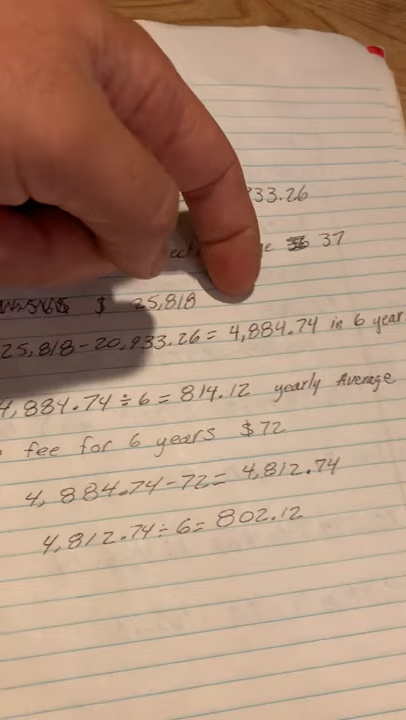 33.26
37
$ 25,818
25,818-20,933.26= 4,884.74 in 6 year
4,884.74÷6=814.12 yearly Average
fee for 6 years $72
4,884.74-72= 4,812.74
4,812.74÷6=802.12